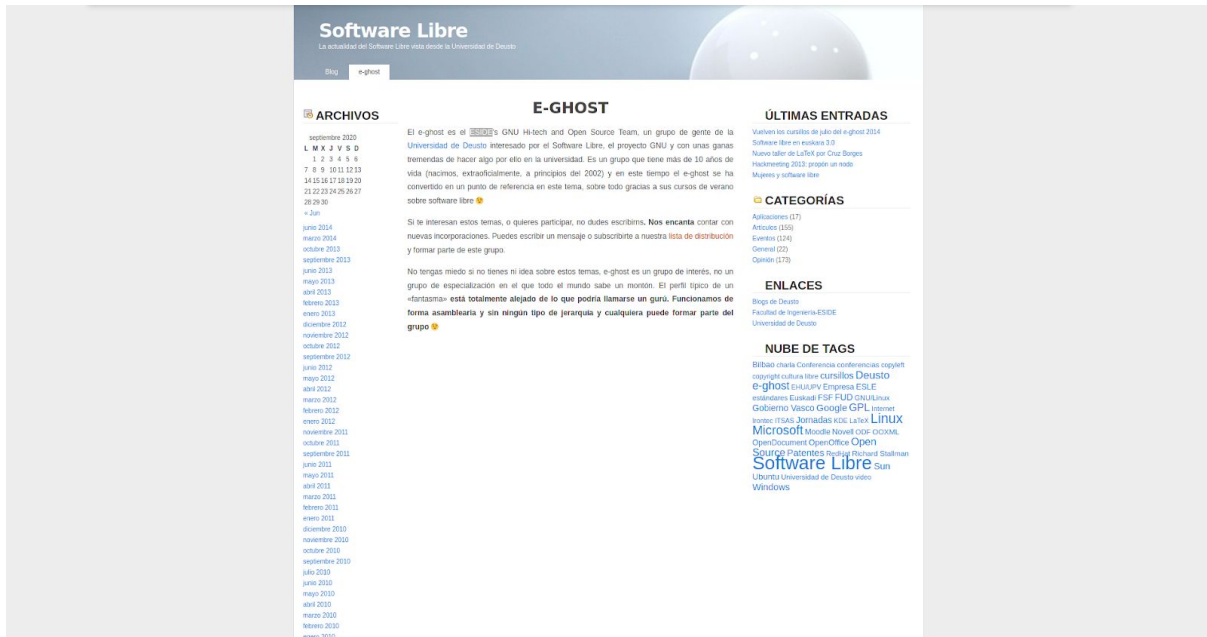 Software Libre
La actualidad del Software Libre vista desde la Universidad de Deusto
Blog
e-ghost
ARCHIVOS
septiembre 2020
L M X J V S D
1 2 3 4 5 6
7 8 9 10 11 12 13
14 15 16 17 18 19 20
21 22 23 24 25 26 27
28 29 30
« Jun
junio 2014
marzo 2014
octubre 2013
septiembre 2013
junio 2013
mayo 2013
abril 2013
febrero 2013
enero 2013
diciembre 2012
noviembre 2012
octubre 2012
septiembre 2012
junio 2012
mayo 2012
abril 2012
marzo 2012
febrero 2012
enero 2012
noviembre 2011
octubre 2011
septiembre 2011
junio 2011
mayo 2011
abril 2011
marzo 2011
febrero 2011
enero 2011
diciembre 2010
noviembre 2010
octubre 2010
septiembre 2010
julio 2010
junio 2010
mayo 2010
abril 2010
marzo 2010
febrero 2010
enero 2010
E-GHOST
El e-ghost es el ESIDE's GNU Hi-tech and Open Source Team, un grupo de gente de la
Universidad de Deusto interesado por el Software Libre, el proyecto GNU y con unas ganas
tremendas de hacer algo por ello en la universidad. Es un grupo que tiene más de 10 años de
vida (nacimos, extraoficialmente, a principios del 2002) y en este tiempo el e-ghost se ha
convertido en un punto de referencia en este tema, sobre todo gracias a sus cursos de verano
sobre software libre 🙂
Si te interesan estos temas, o quieres participar, no dudes escribirns. Nos encanta contar con
nuevas incorporaciones. Puedes escribir un mensaje o subscribirte a nuestra lista de distribución
y formar parte de este grupo.
No tengas miedo si no tienes ni idea sobre estos temas, e-ghost es un grupo de interés, no un
grupo de especialización en el que todo el mundo sabe un montón. El perfil típico de un
«fantasma» está totalmente alejado de lo que podría llamarse un gurú. Funcionamos de
forma asamblearia y sin ningún tipo de jerarquía y cualquiera puede formar parte del
grupo 🙂
ÚLTIMAS ENTRADAS
Vuelven los cursillos de julio del e-ghost 2014
Software libre en euskara 3.0
Nuevo taller de LaTeX por Cruz Borges
Hackmeeting 2013: propón un nodo
Mujeres y software libre
CATEGORÍAS
Aplicaciones (17)
Artículos (155)
Eventos (124)
General (22)
Opinión (173)
ENLACES
Blogs de Deusto
Facultad de Ingeniería-ESIDE
Universidad de Deusto
NUBE DE TAGS
Bilbao charla Conferencia conferencias copyleft
copyright cultura libre cursillos Deusto
e-ghost EHU/UPV Empresa ESLE
estándares Euskadi FSF FUD GNU/Linux
Gobierno Vasco Google GPL Internet
Irontec ITSAS Jornadas KDE LaTeX Linux
Microsoft Moodle Novell ODF OOXML
OpenDocument OpenOffice Open
Source Patentes RedHat Richard Stallman
Software Libre Sun
Ubuntu Universidad de Deusto video
Windows